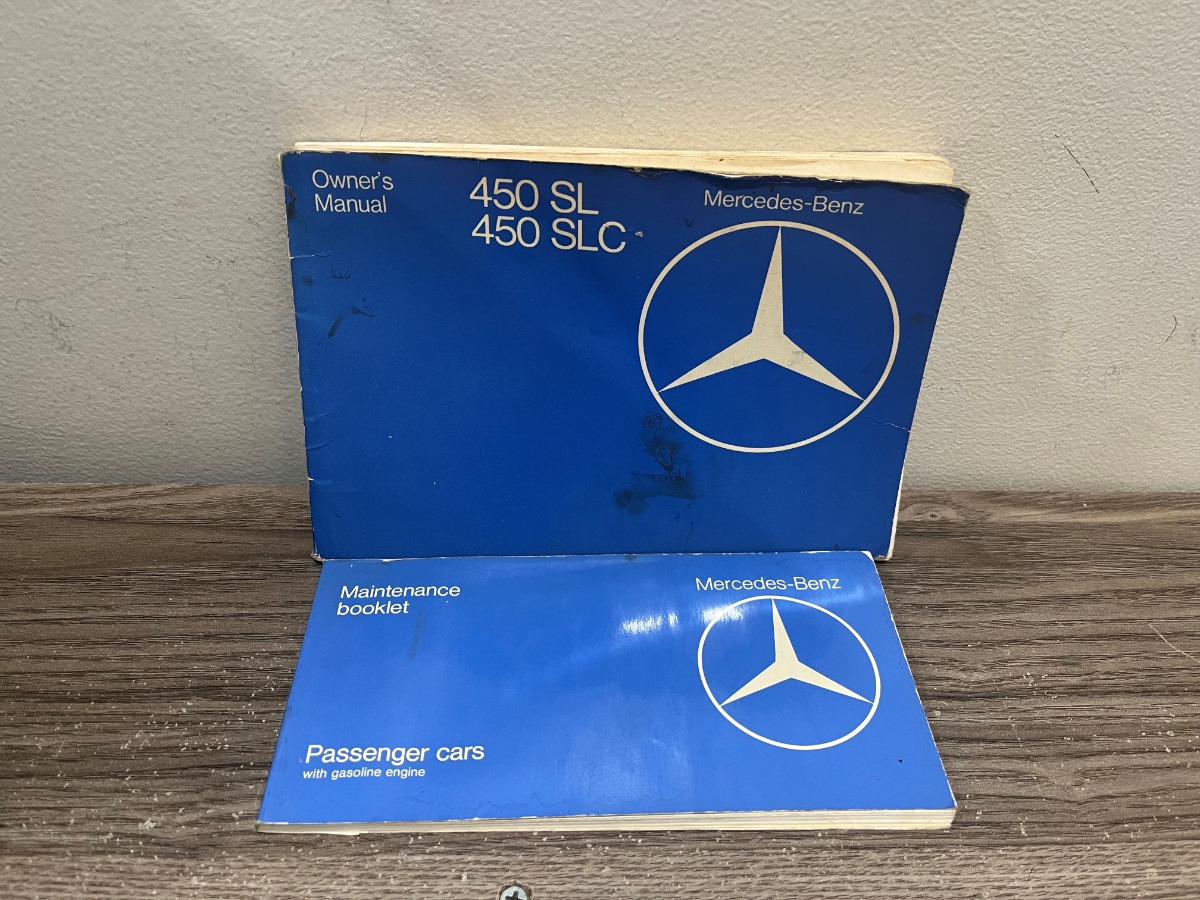 Owner's
Manual
450 SL
450 SLC
Mercedes-Benz
Maintenance
booklet
Mercedes-Benz
Passenger cars
with gasoline engine